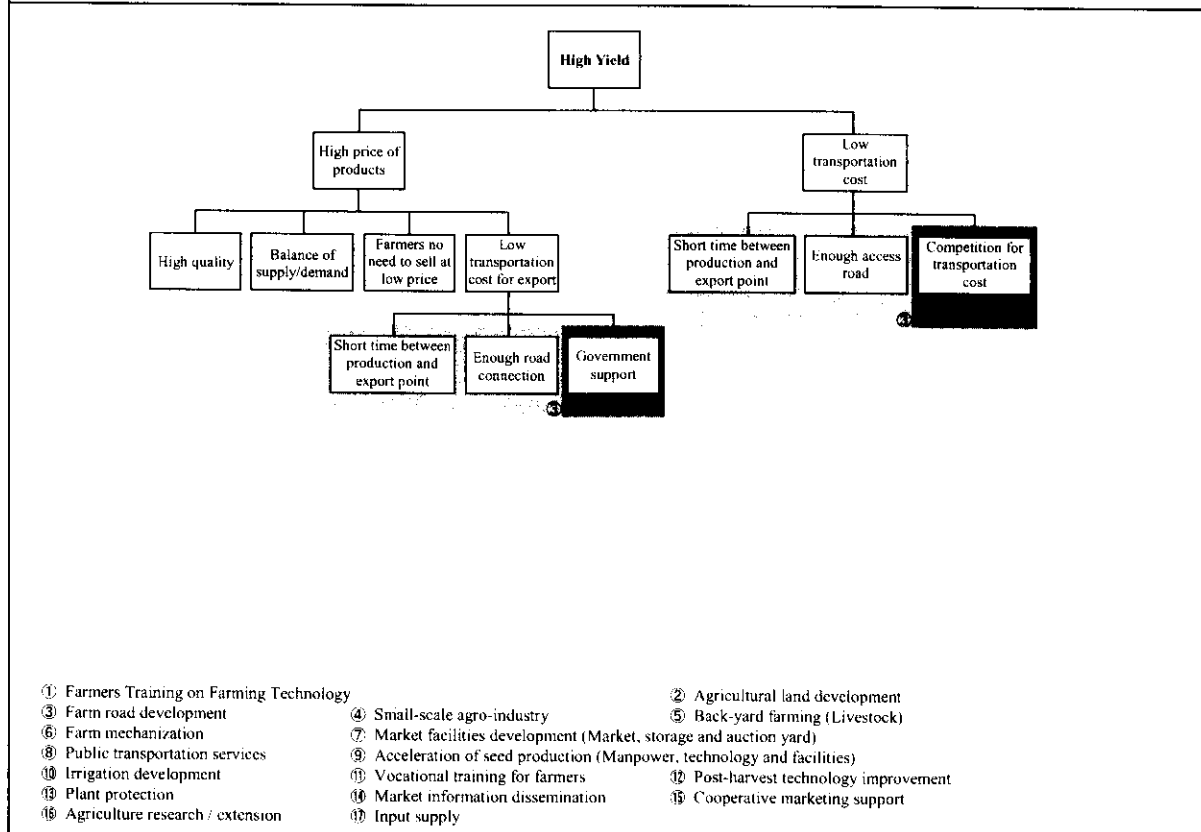 High Yield
High price of
products
Low
transportation
cost
High quality
Balance of
supply/demand
Farmers no
need to sell at
low price
Low
transportation
cost for export
Short time between
production and
export point
Enough access
road
Competition for
transportation
cost
③
Short time between
production and
export point
Enough road
connection
Government
support
③
① Farmers Training on Farming Technology
② Agricultural land development
③ Farm road development
④ Small-scale agro-industry
⑤ Back-yard farming (Livestock)
⑥ Farm mechanization
⑦ Market facilities development (Market, storage and auction yard)
⑧ Public transportation services
⑨ Acceleration of seed production (Manpower, technology and facilities)
⑩ Irrigation development
⑪ Vocational training for farmers
⑫ Post-harvest technology improvement
⑬ Plant protection
⑭ Market information dissemination
⑮ Cooperative marketing support
⑯ Agriculture research / extension
⑰ Input supply